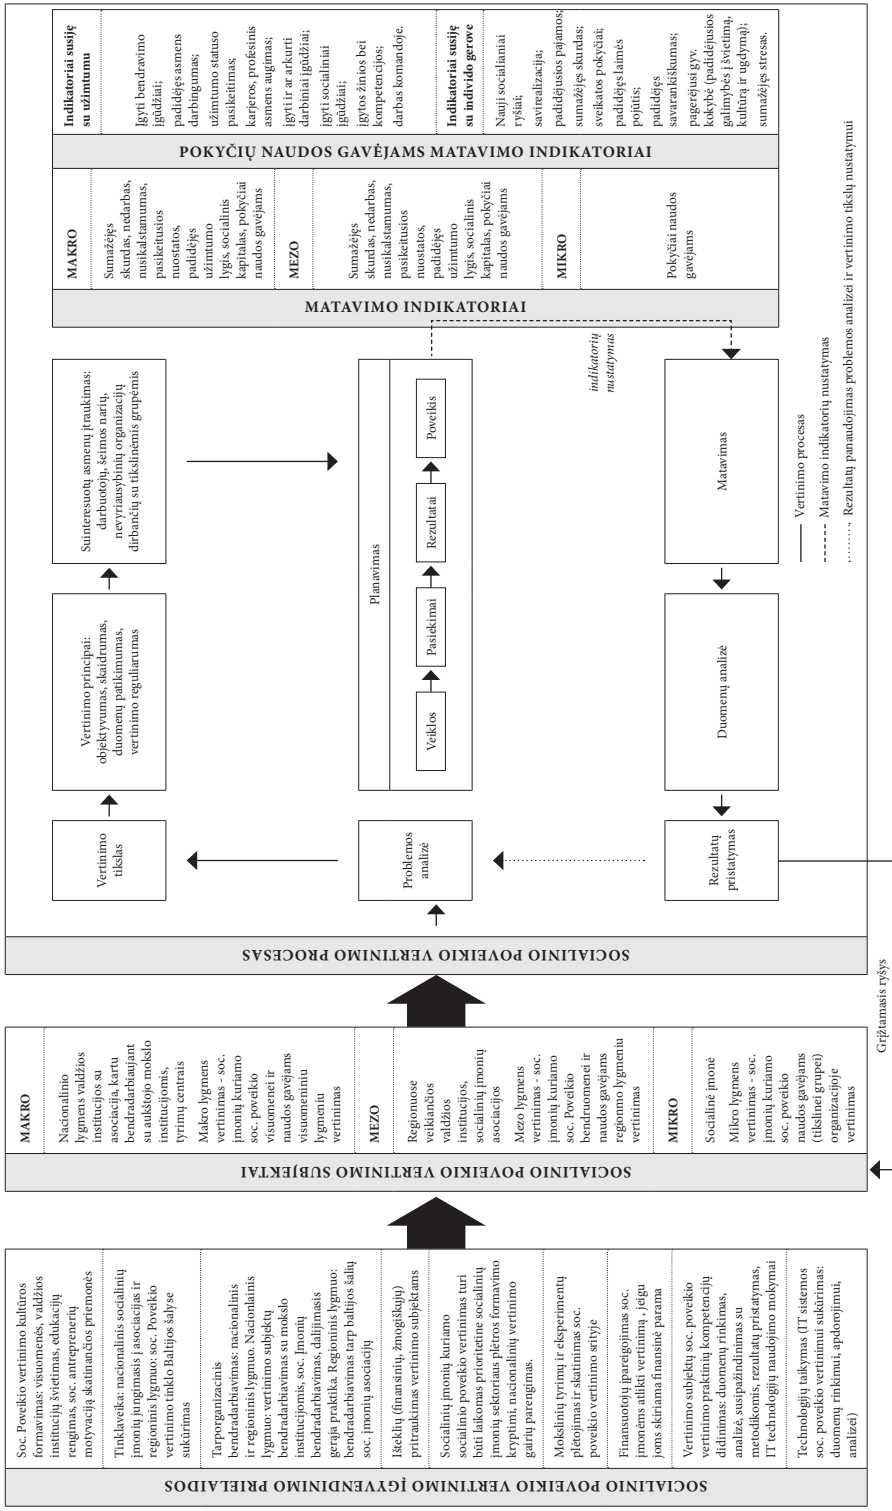 SOCIALINIO POVEIKIO VERTINIMO ĮGYVENDINIMO PRIELAIDOS
Soc. Poveikio vertinimo kultūros
formavimas: visuomenės, valdžios
institucijų švietimas, edukacijų
rengimas, soc. antreprenerių
motyvaciją skatinančios priemonės
Tinklaveika: nacionalinis socialinių
įmonių jungimasis į asociacijas ir
regioninis lygmuo: soc. Poveikio
vertinimo tinklo Baltijos šalyse
sukūrimas
Tarporganizacinis
bendradarbiavimas: nacionalinis
ir regioninis lygmuo. Nacionlainis
lygmuo: vertinimo subjektų
bendradarbiavimas su mokslo
institucijomis, soc. Įmonių
bendradarbiavimas, dalijimasis
gerąja praktika. Regioninis lygmuo:
bendradarbiavimas tarp baltijos šalių
soc. įmonių asociacijų
Išteklių (finansinių, žmogiškųjų)
pritraukimas vertinimo subjektams
Socialinių įmonių kuriamo
socialinio poveikio vertinimas turi
būti laikomas prioritetine socialinių
įmonių sektoriaus plėtros formavimo
kryptimi, nacionalinių vertinimo
gairių parengimas.
Mokslinių tyrimų ir eksperimentų
plėtojimas ir skatinimas soc.
poveikio vertinimo srityje
Finansuotojų įpareigojimas soc.
įmonėms atlikti vertinimą, jeigu
joms skiriama finansinė parama
Vertinimo subjektų soc. poveikio
vertinimo praktinių kompetencijų
didinimas: duomenų rinkimas,
analizė, susipažindinimas su
metodikomis, rezultatų pristatymas,
IT technologijų naudojimo mokymai
Technologijų taikymas (IT sistemos
soc. poveikio vertinimui sukūrimas:
duomenų rinkimui, apdorojimui,
analizei)
SOCIALINIO POVEIKIO VERTINIMO SUBJEKTAI
MAKRO
Nacionalinio
lygmens valdžios
institucijos su
asociacija, kartu
bendradarbiaujant
su aukštojo mokslo
institucijomis,
tyrimų centrais
Makro lygmens
vertinimas - soc.
įmonių kuriamo
soc. poveikio
visuomenei ir
naudos gavėjams
visuomeniniu
lygmeniu
vertinimas
MEZO
Regionuose
veikiančios
valdžios
institucijos,
socialinių įmonių
asociacijos
Mezo lygmens
vertinimas - soc.
įmonių kuriamo
soc. Poveikio
bendruomenei ir
naudos gavėjams
regionmo lygmeniu
vertinimas
MIKRO
Socialinė įmonė
Mikro lygmens
vertinimas - soc.
įmonių kuriamo
soc. poveikio
naudos gavėjams
(tikslinei grupei)
organizacijoje
vertinimas
Grįžtamasis ryšys
SOCIALINIO POVEIKIO VERTINIMO PROCESAS
Vertinimo
tikslas
Vertinimo principai:
objektyvumas, skaidrumas,
duomenų patikimumas,
vertinimo reguliarumas
Suinteresuotų asmenų įtraukimas:
darbuotojų, šeimos narių,
nevyriausybinių organizacijų
dirbančių su tikslinėmis grupėmis
Problemos
analizė
Planavimas
Veiklos
Pasiekimai
Rezultatai
Poveikis
indikatorių
nustatymas
Rezultatų
pristatymas
Duomenų analizė
Matavimas
MATAVIMO INDIKATORIAI
MAKRO
Sumažėjęs
skurdas, nedarbas,
nusikalstamumas,
pasikeitusios
nuostatos,
padidėjęs
užimtumo
lygis, socialinis
kapitalas, pokyčiai
naudos gavėjams
MEZO
Sumažėjęs
skurdas, nedarbas,
nusikalstamumas,
pasikeitusios
nuostatos,
padidėjęs
užimtumo
lygis, socialinis
kapitalas, pokyčiai
naudos gavėjams
MIKRO
Pokyčiai naudos
gavėjams
POKYČIŲ NAUDOS GAVĖJAMS MATAVIMO INDIKATORIAI
Indikatoriai susiję
su užimtumu
Įgyti bendravimo
įgūdžiai;
padidėjęs asmens
darbingumas;
užimtumo statuso
pasikeitimas;
karjeros, profesinis
asmens augimas;
įgyti ir ar arkurti
darbiniai įgūdžiai;
įgyti socialiniai
įgūdžiai;
įgytos žinios bei
kompetencijos;
darbas komandoje.
Indikatoriai susiję
su individo gerove
Nauji socialianiai
ryšiai;
savirealizacija;
padidėjusios pajamos;
sumažėjęs skurdas;
sveikatos pokyčiai;
padidėjęs laimės
pojūtis;
padidėjęs
savarankiškumas;
pagerėjusi gyv.
kokybė (padidėjusios
galimybės į švietimą,
kultūrą ir ugdymą);
sumažėjęs stresas.
Vertinimo procesas
Matavimo indikatorių nustatymas
Rezultatų panaudojimas problemos analizei ir vertinimo tikslų nustatymui